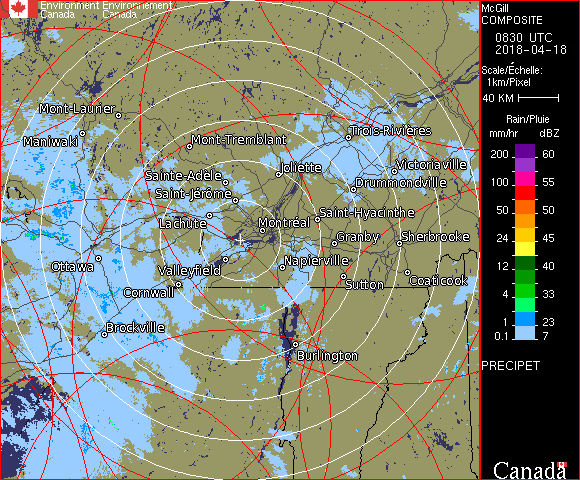 Environment Environnement
Canada Canada
Mont-Laurier
Maniwaki
Mont-Tremblant
Trois-Rivières
Joliette
Victoriaville
Sainte-Adèle
Drummondville
Saint-Jérôme
Lachute
Saint-Hyacinthe
Montréal
Granby
Sherbrooke
Ottawa
Valleyfield
Napierville
Sutton
Coaticook
Cornwall
Brockville
Burlington
McGill
COMPOSITE
0830 UTC
2018-04-18
Scale/Échelle:
1km/Pixel
40 KM
Rain/Pluie
mm/hr dBZ
200 60
100 55
50 50
24 45
12 40
4 33
1 23
0.1 7
PRECIPET
Canada